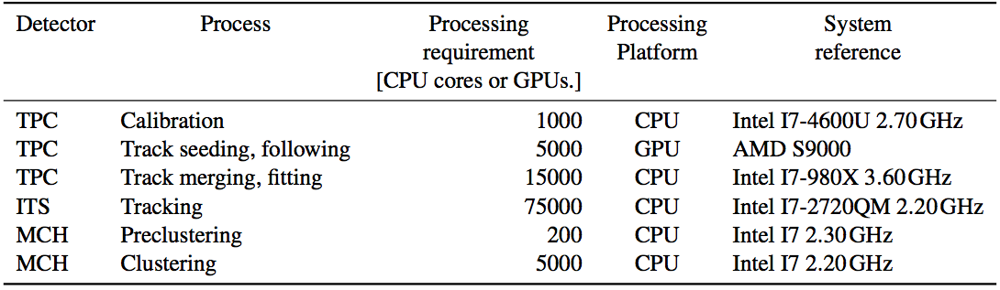 Detector Process Processing Processing System
requirement Platform reference
[CPU cores or GPUs.]
TPC Calibration 1000 CPU Intel I7-4600U 2.70 GHz
TPC Track seeding, following 5000 GPU AMD S9000
TPC Track merging, fitting 15000 CPU Intel I7-980X 3.60 GHz
ITS Tracking 75000 CPU Intel I7-2720QM 2.20 GHz
MCH Preclustering 200 CPU Intel I7 2.30 GHz
MCH Clustering 5000 CPU Intel I7 2.20 GHz